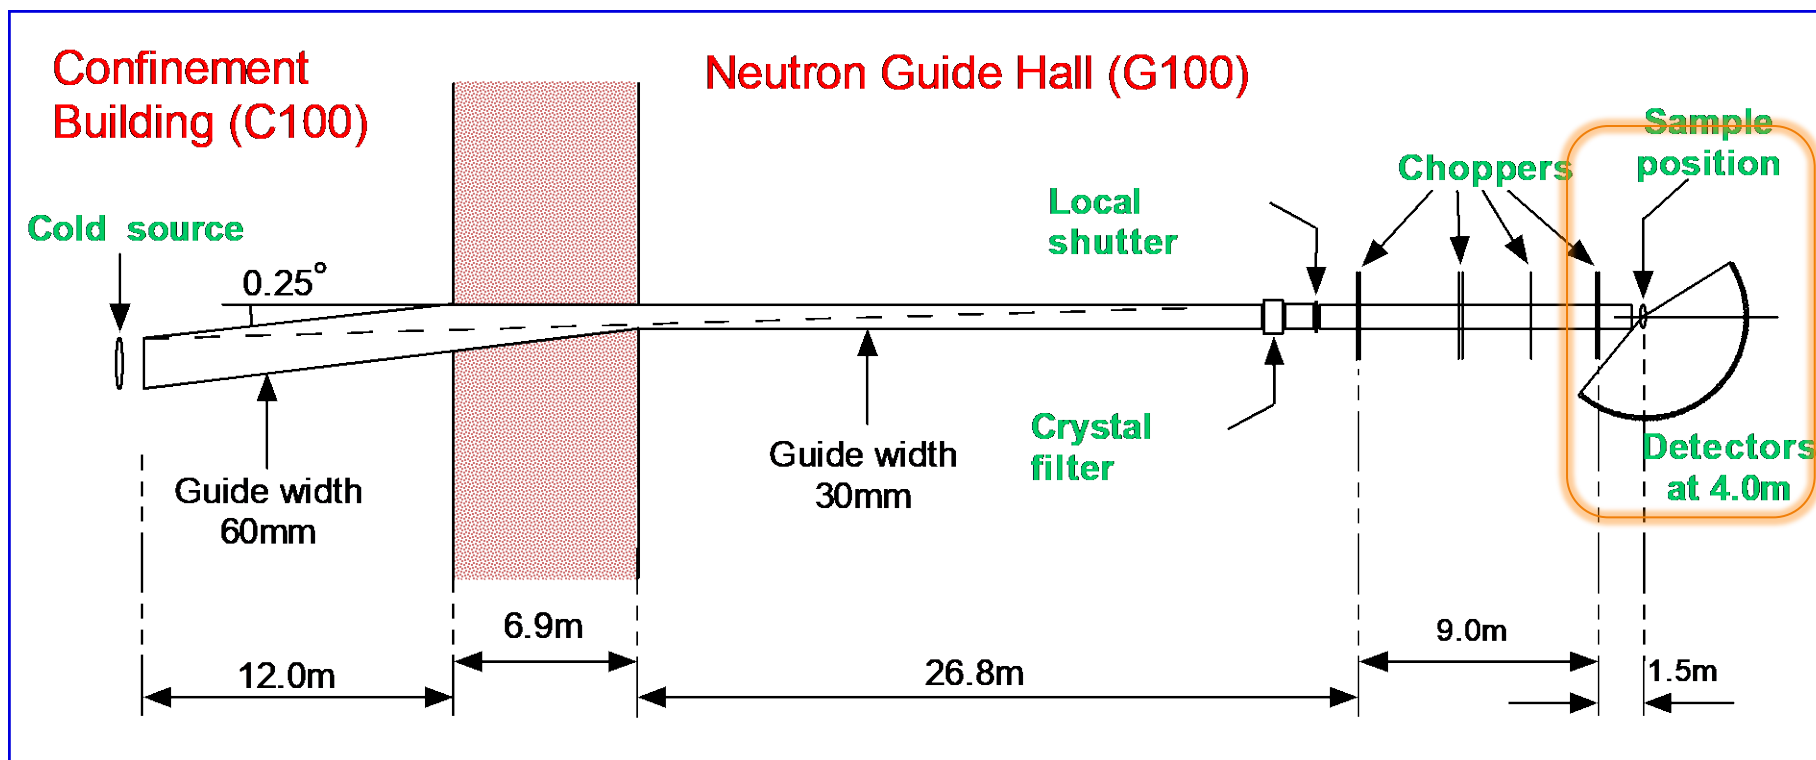 Confinement
Building (C100)
Neutron Guide Hall (G100)
Sample
position
Choppers
Local
shutter
Cold source
0.25°
Crystal
filter
Guide width
30mm
Guide width
60mm
Detectors
at 4.0m
6.9m
9.0m
12.0m
26.8m
1.5m